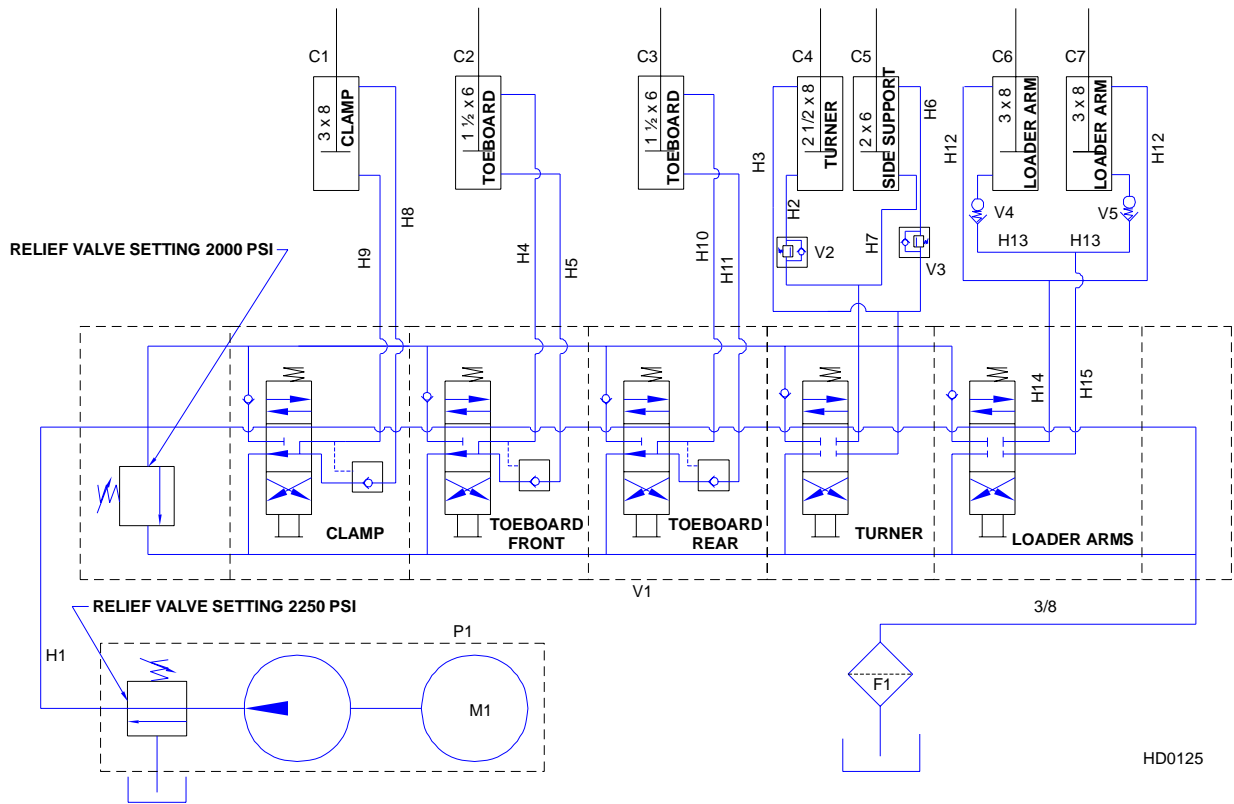 C1
C2
C3
C4
C5
C6
C7
3 x 8
CLAMP
1 ½ x 6
TOEBOARD
1 ½ x 6
TOEBOARD
2 1/2 x 8
TURNER
2 x 6
SIDE SUPPORT
3 x 8
LOADER ARM
3 x 8
LOADER ARM
H6
H12
H12
H3
H2
H8
H9
H4
H5
H10
H11
H7
V4
V5
H13
H13
V2
V3
RELIEF VALVE SETTING 2000 PSI
H14
H15
CLAMP
TOEBOARD
FRONT
TOEBOARD
REAR
TURNER
LOADER ARMS
V1
RELIEF VALVE SETTING 2250 PSI
3/8
P1
H1
M1
F1
HD0125